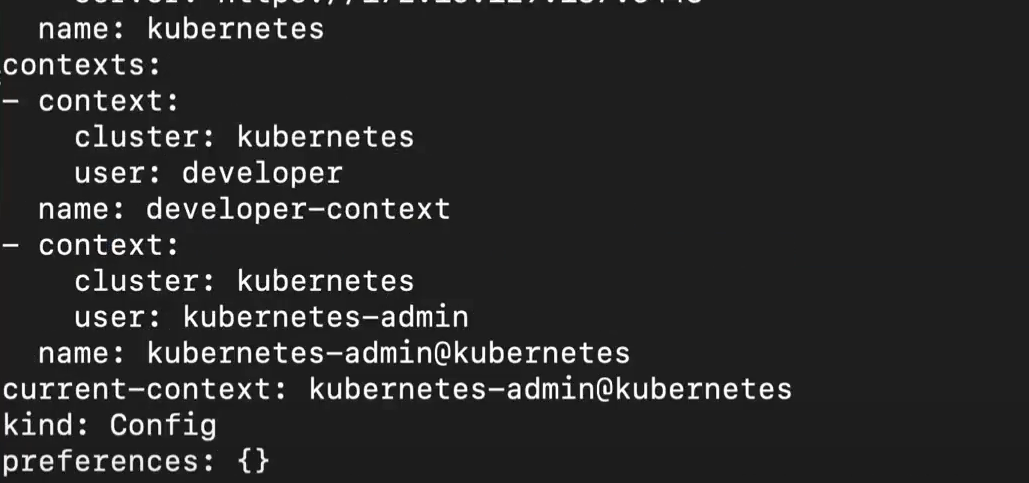 name: kubernetes
contexts:
- context:
cluster: kubernetes
user: developer
name: developer-context
- context:
cluster: kubernetes
user: kubernetes-admin
name: kubernetes-admin@kubernetes
current-context: kubernetes-admin@kubernetes
kind: Config
preferences: {}